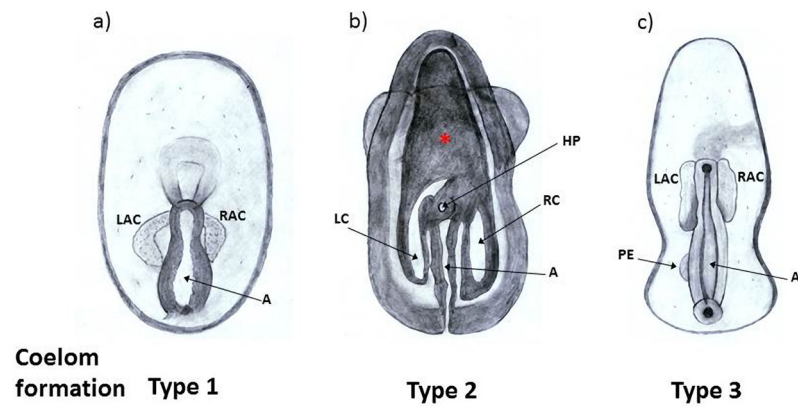 a)
b)
c)
HP
LAC
RAC
LAC
RAC
LC
RC
PE
A
A
A
Coelom
formation Type 1
Type 2
Type 3